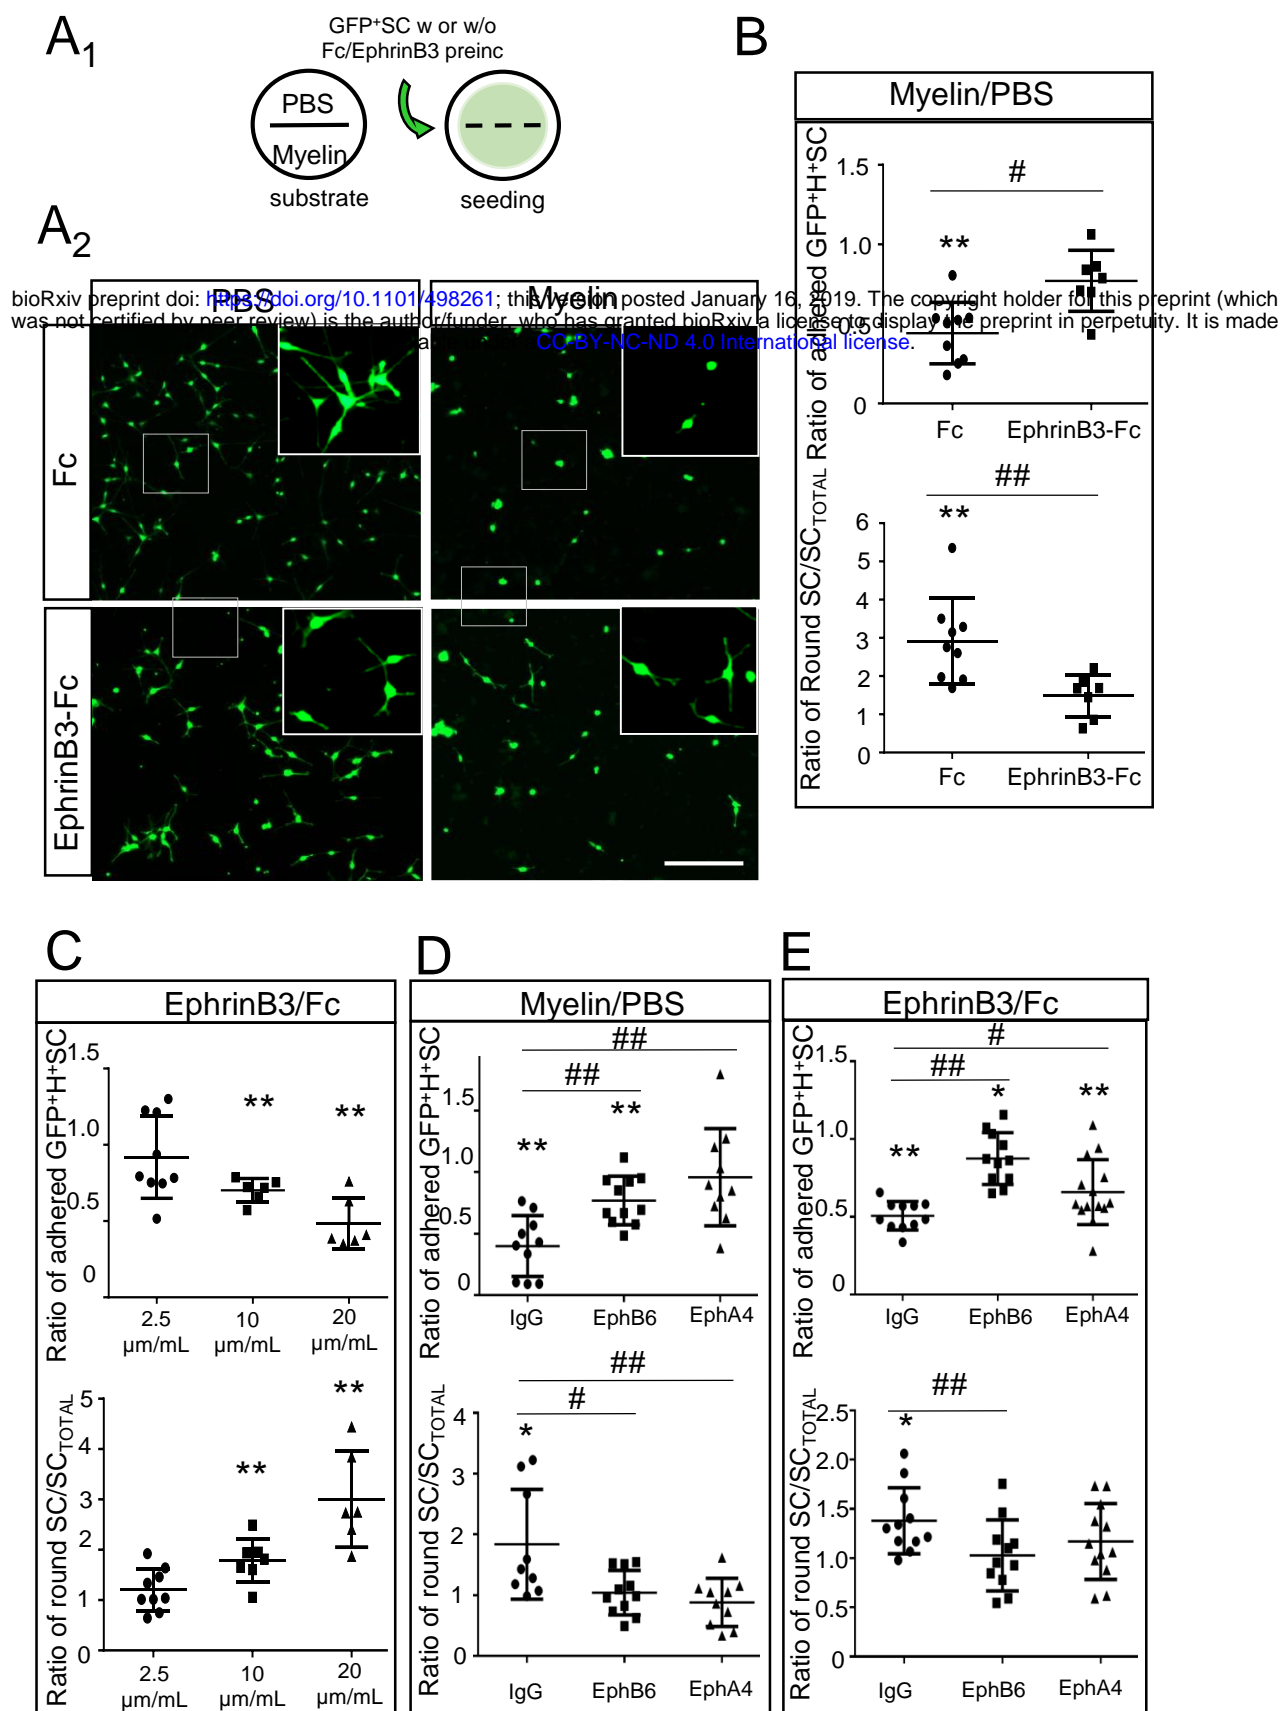 A1
GFP+SC w or w/o
Fc/EphrinB3 preinc
PBS
Myelin
substrate
seeding
A2
PBS
Myelin
Fc
EphrinB3-Fc
bioRxiv preprint doi: https://doi.org/10.1101/498261; this version posted January 16, 2019. The copyright holder for this preprint (which
was not certified by peer review) is the author/funder, who has granted bioRxiv a license to display the preprint in perpetuity. It is made
a CC-BY-NC-ND 4.0 International license.
B
Myelin/PBS
Ratio of adhered GFP+H+SC
1.5
1.0
0.5
0
#
**
Fc
EphrinB3-Fc
Ratio of Round SC/SCTOTAL
6
5
4
3
2
1
0
##
**
Fc
EphrinB3-Fc
C
EphrinB3/Fc
Ratio of adhered GFP+H+SC
1.5
1.0
0.5
0
**
**
2.5 10 20
µm/mL µm/mL µm/mL
Ratio of round SC/SCTOTAL
5
4
3
2
1
0
**
**
2.5 10 20
µm/mL µm/mL µm/mL
D
Myelin/PBS
Ratio of adhered GFP+H+SC
1.5
1.0
0.5
0
##
##
**
**
IgG EphB6 EphA4
Ratio of round SC/SCTOTAL
4
3
2
1
0
##
#
*
IgG EphB6 EphA4
E
EphrinB3/Fc
Ratio of adhered GFP+H+SC
1.5
1.0
0.5
0
#
##
**
*
**
IgG EphB6 EphA4
Ratio of round SC/SCTOTAL
2.5
2.0
1.5
1.0
0.5
0
##
*
IgG EphB6 EphA4